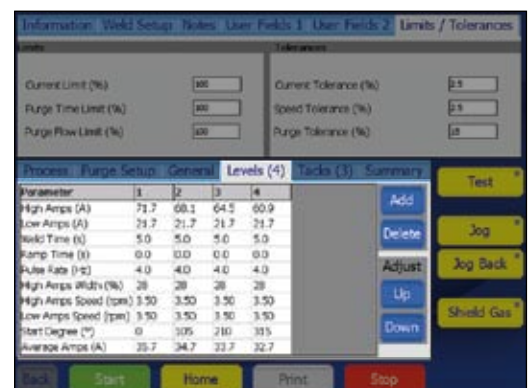 Information Weld Setup Notes User Fields 1 User Fields 2 Limits / Tolerances
Limits
Tolerances
Current Limit (%) 100
Current Tolerance (%) 2.5
Purge Time Limit (%) 100
Speed Tolerance (%) 2.5
Purge Flow Limit (%) 100
Purge Tolerance (%) 25
Process Purge Setup General Levels (4) Tacks (3) Summary
Parameter 1 2 3 4
High Amps (A) 71.7 68.1 64.5 60.9
Low Amps (A) 21.7 21.7 21.7 21.7
Weld Time (s) 5.0 5.0 5.0 5.0
Ramp Time (s) 0.0 0.0 0.0 0.0
Pulse Rate (Hz) 4.0 4.0 4.0 4.0
High Amps Width (%) 28 28 28 28
High Amps Speed (rpm) 3.50 3.50 3.50 3.50
Low Amps Speed (rpm) 3.50 3.50 3.50 3.50
Start Degree (°) 0 105 210 315
Average Amps (A) 35.7 34.7 33.7 32.7
Add
Delete
Adjust
Up
Down
Test
Jog
Jog Back
Shield Gas
Back Start Home Print Stop